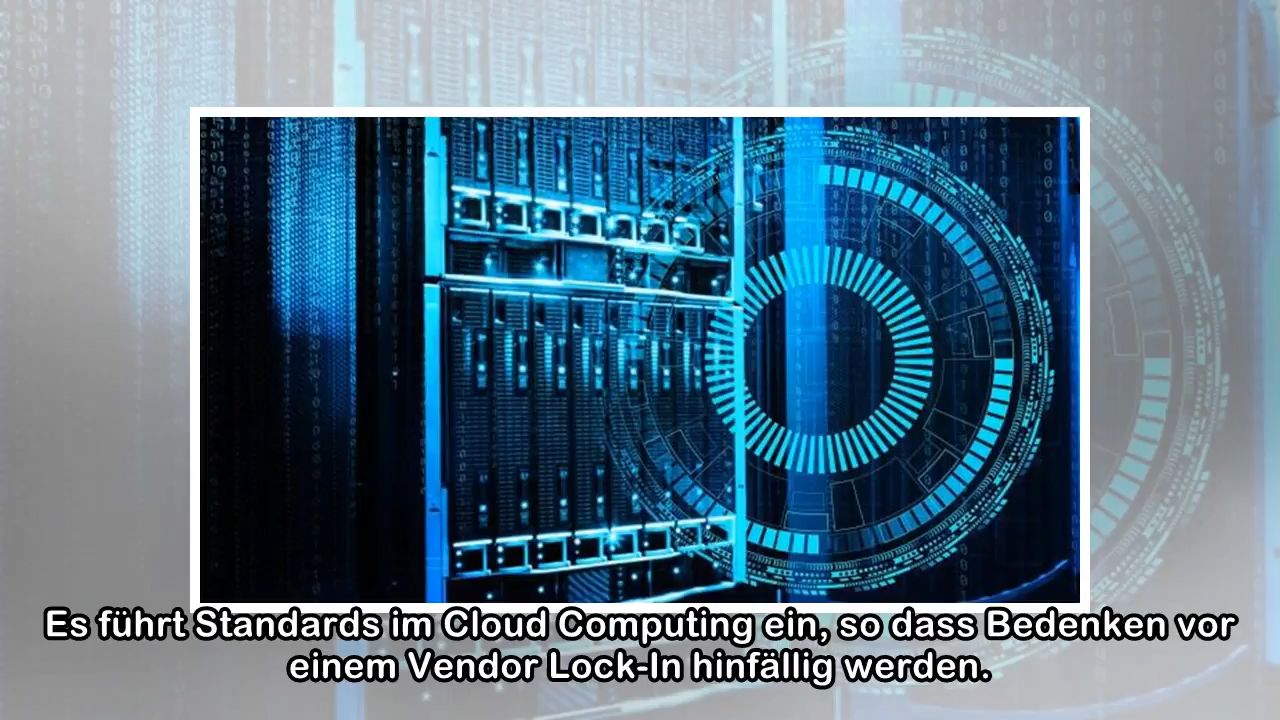 Es führt Standards im Cloud Computing ein, so dass Bedenken vor
einem Vendor Lock-In hinfällig werden.